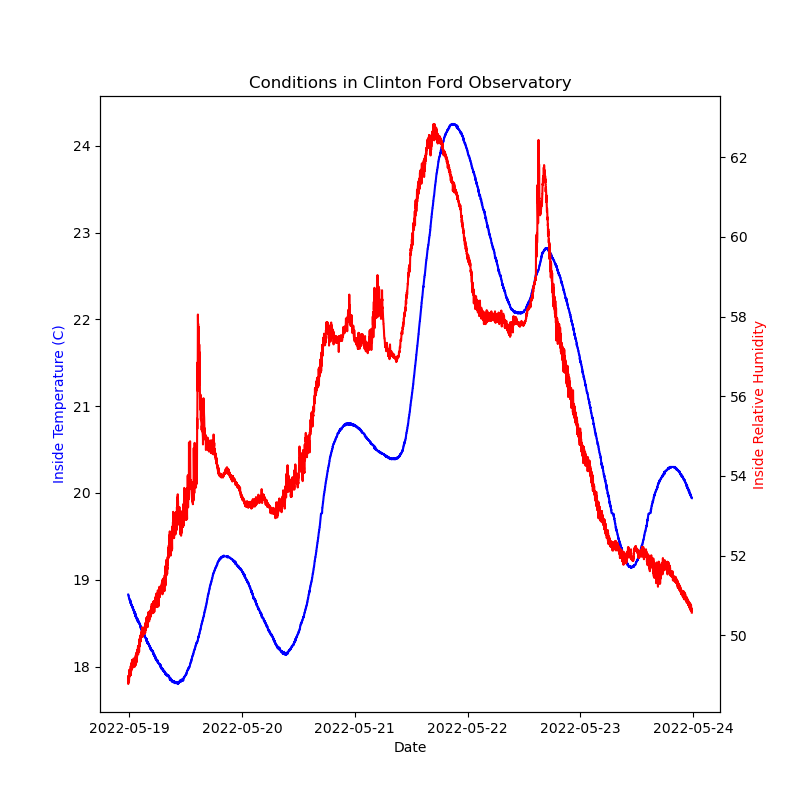 Conditions in Clinton Ford Observatory
Inside Temperature (C)
24
23
22
21
20
19
18
62
60
58
56
54
52
50
Inside Relative Humidity
2022-05-19 2022-05-20 2022-05-21 2022-05-22 2022-05-23 2022-05-24
Date